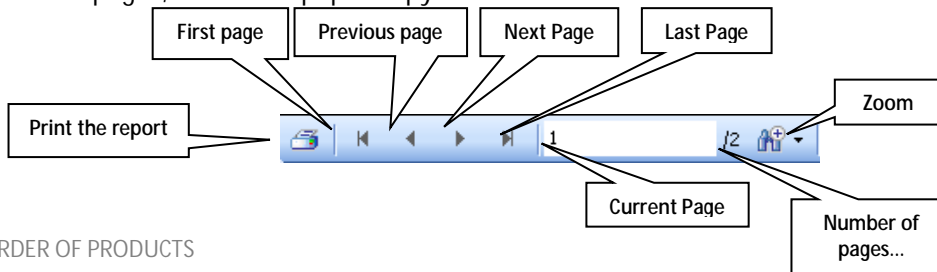 First page
Previous page
Next Page
Last Page
Zoom
Print the report
1
/2
Current Page
Number of
pages...
RDER OF PRODUCTS